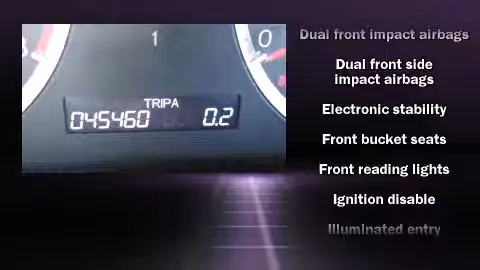 1
0
TRIPA
045460
0.2
Dual front impact airbags
Dual front side
impact airbags
Electronic stability
Front bucket seats
Front reading lights
Ignition disable
Illuminated entry